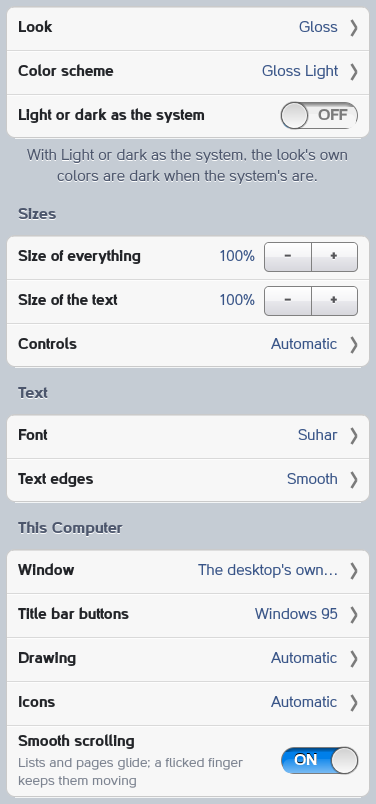 Look
Gloss
Color scheme
Gloss Light
Light or dark as the system
OFF
With Light or dark as the system, the look's own
colors are dark when the system's are.
Sizes
Size of everything
100%
-
+
Size of the text
100%
-
+
Controls
Automatic
Text
Font
Suhar
Text edges
Smooth
This Computer
Window
The desktop's own...
Title bar buttons
Windows 95
Drawing
Automatic
Icons
Automatic
Smooth scrolling
ON
Lists and pages glide; a flicked finger
keeps them moving